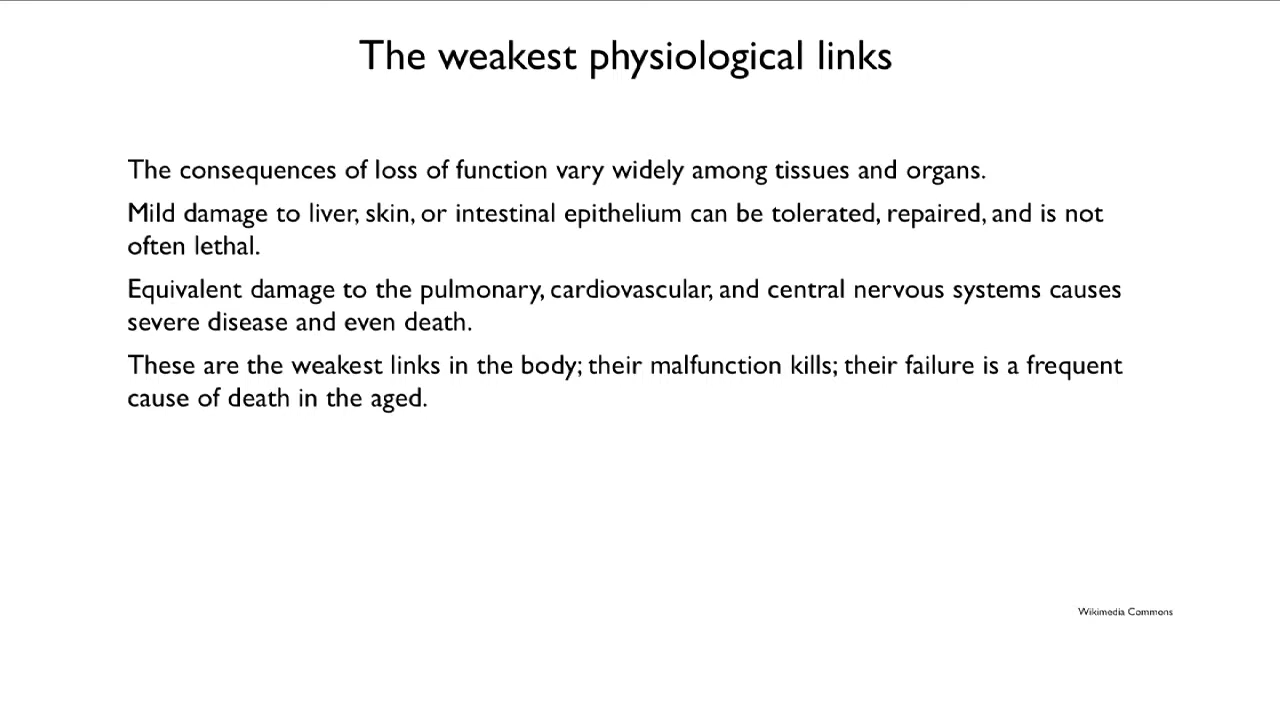 The weakest physiological links
The consequences of loss of function vary widely among tissues and organs.
Mild damage to liver, skin, or intestinal epithelium can be tolerated, repaired, and is not
often lethal.
Equivalent damage to the pulmonary, cardiovascular, and central nervous systems causes
severe disease and even death.
These are the weakest links in the body; their malfunction kills; their failure is a frequent
cause of death in the aged.
Wikimedia Commons